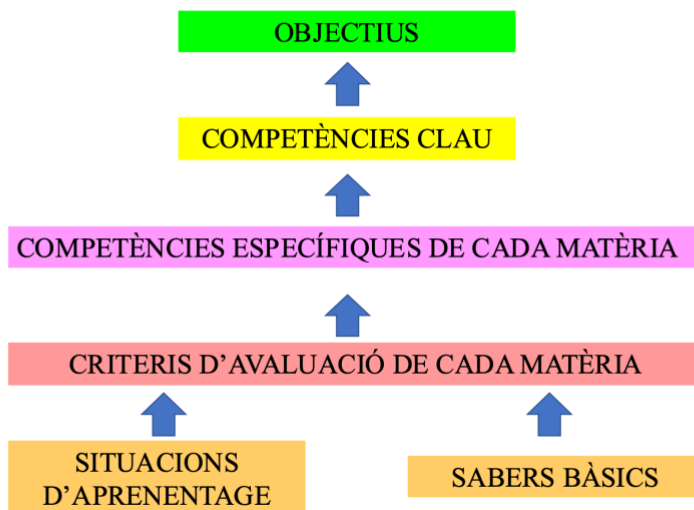 OBJECTIUS
COMPETÈNCIES CLAU
COMPETÈNCIES ESPECÍFIQUES DE CADA MATÈRIA
CRITERIS D’AVALUACIÓ DE CADA MATÈRIA
SITUACIONS
D’APRENENTAGE
SABERS BÀSICS